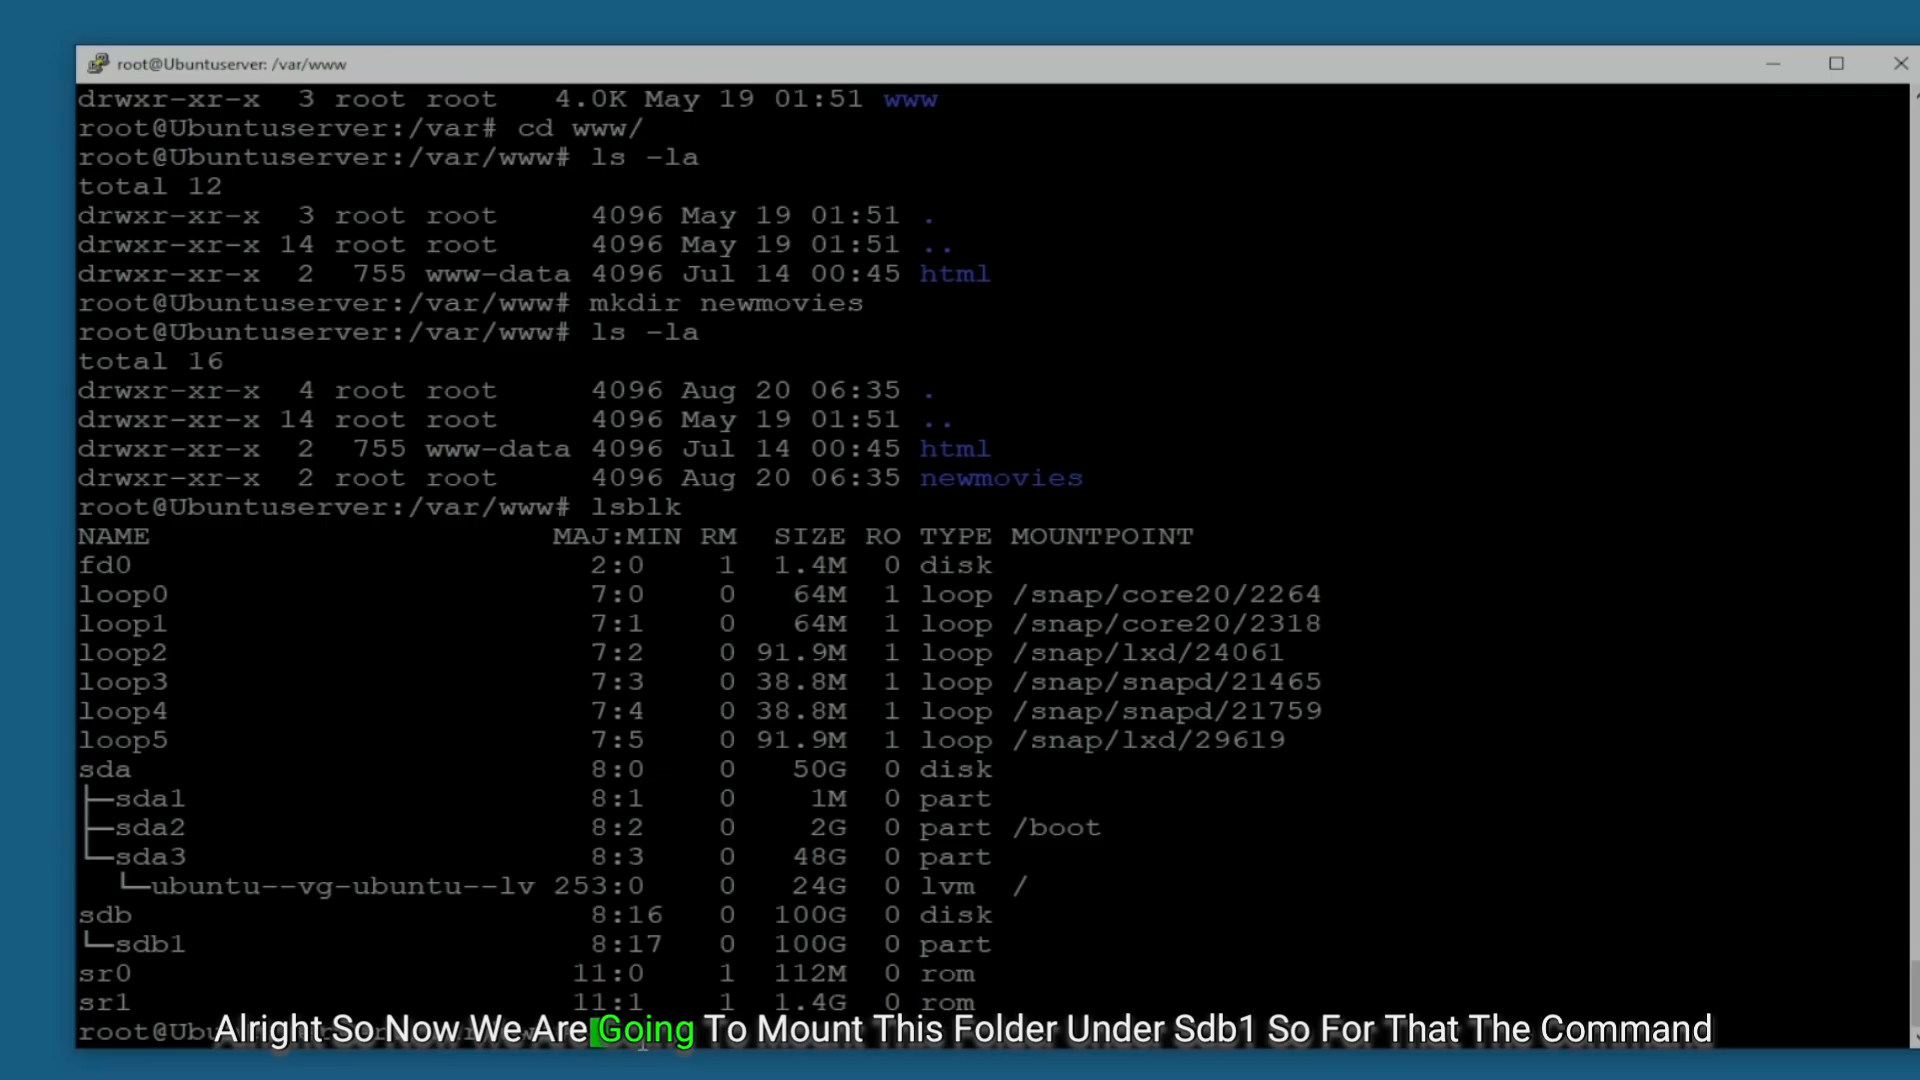 root@Ubuntuserver: /var/www
drwxr-xr-x  3 root root   4.0K May 19 01:51 www
root@Ubuntuserver:/var# cd www/
root@Ubuntuserver:/var/www# ls -la
total 12
drwxr-xr-x  3 root root     4096 May 19 01:51 .
drwxr-xr-x 14 root root     4096 May 19 01:51 ..
drwxr-xr-x  2  755 www-data 4096 Jul 14 00:45 html
root@Ubuntuserver:/var/www# mkdir newmovies
root@Ubuntuserver:/var/www# ls -la
total 16
drwxr-xr-x  4 root root     4096 Aug 20 06:35 .
drwxr-xr-x 14 root root     4096 May 19 01:51 ..
drwxr-xr-x  2  755 www-data 4096 Jul 14 00:45 html
drwxr-xr-x  2 root root     4096 Aug 20 06:35 newmovies
root@Ubuntuserver:/var/www# lsblk
NAME                      MAJ:MIN RM   SIZE RO TYPE MOUNTPOINT
fd0                         2:0    1   1.4M  0 disk
loop0                       7:0    0    64M  1 loop /snap/core20/2264
loop1                       7:1    0    64M  1 loop /snap/core20/2318
loop2                       7:2    0  91.9M  1 loop /snap/lxd/24061
loop3                       7:3    0  38.8M  1 loop /snap/snapd/21465
loop4                       7:4    0  38.8M  1 loop /snap/snapd/21759
loop5                       7:5    0  91.9M  1 loop /snap/lxd/29619
sda                         8:0    0    50G  0 disk
├─sda1                      8:1    0     1M  0 part
├─sda2                      8:2    0     2G  0 part /boot
└─sda3                      8:3    0    48G  0 part
  └─ubuntu--vg-ubuntu--lv 253:0    0    24G  0 lvm  /
sdb                         8:16   0   100G  0 disk
└─sdb1                      8:17   0   100G  0 part
sr0                        11:0    1   112M  0 rom
sr1                        11:1    1   1.4G  0 rom
Alright So Now We Are Going To Mount This Folder Under Sdb1 So For That The Command